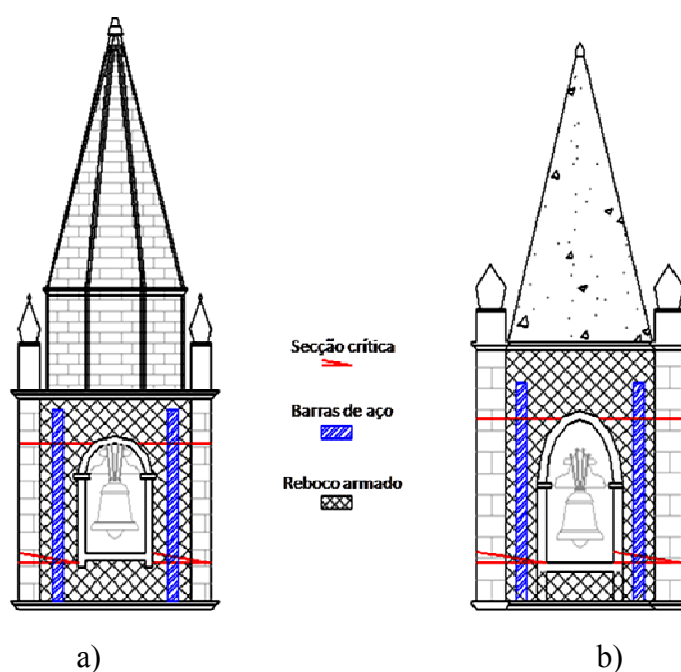 Secção crítica
Barras de aço
Reboco armado
a)
b)